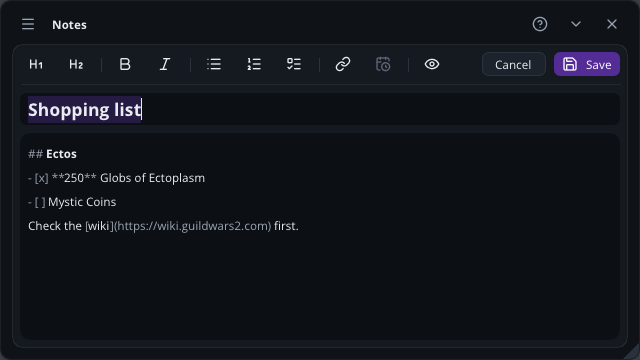 Notes
H1 H2 B I Cancel Save
Shopping list
## Ectos
- [x] **250** Globs of Ectoplasm
- [ ] Mystic Coins
Check the [wiki](https://wiki.guildwars2.com) first.